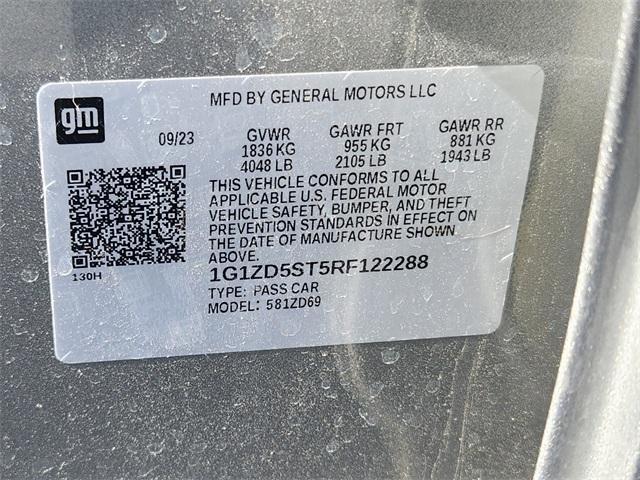 gm
MFD BY GENERAL MOTORS LLC
09/23
GVWR
1836 KG
4048 LB
GAWR FRT
955 KG
2105 LB
GAWR RR
881 KG
1943 LB
THIS VEHICLE CONFORMS TO ALL
APPLICABLE U.S. FEDERAL MOTOR
VEHICLE SAFETY, BUMPER, AND THEFT
PREVENTION STANDARDS IN EFFECT ON
THE DATE OF MANUFACTURE SHOWN
ABOVE.
130H
1G1ZD5ST5RF122288
TYPE: PASS CAR
MODEL: 581ZD69